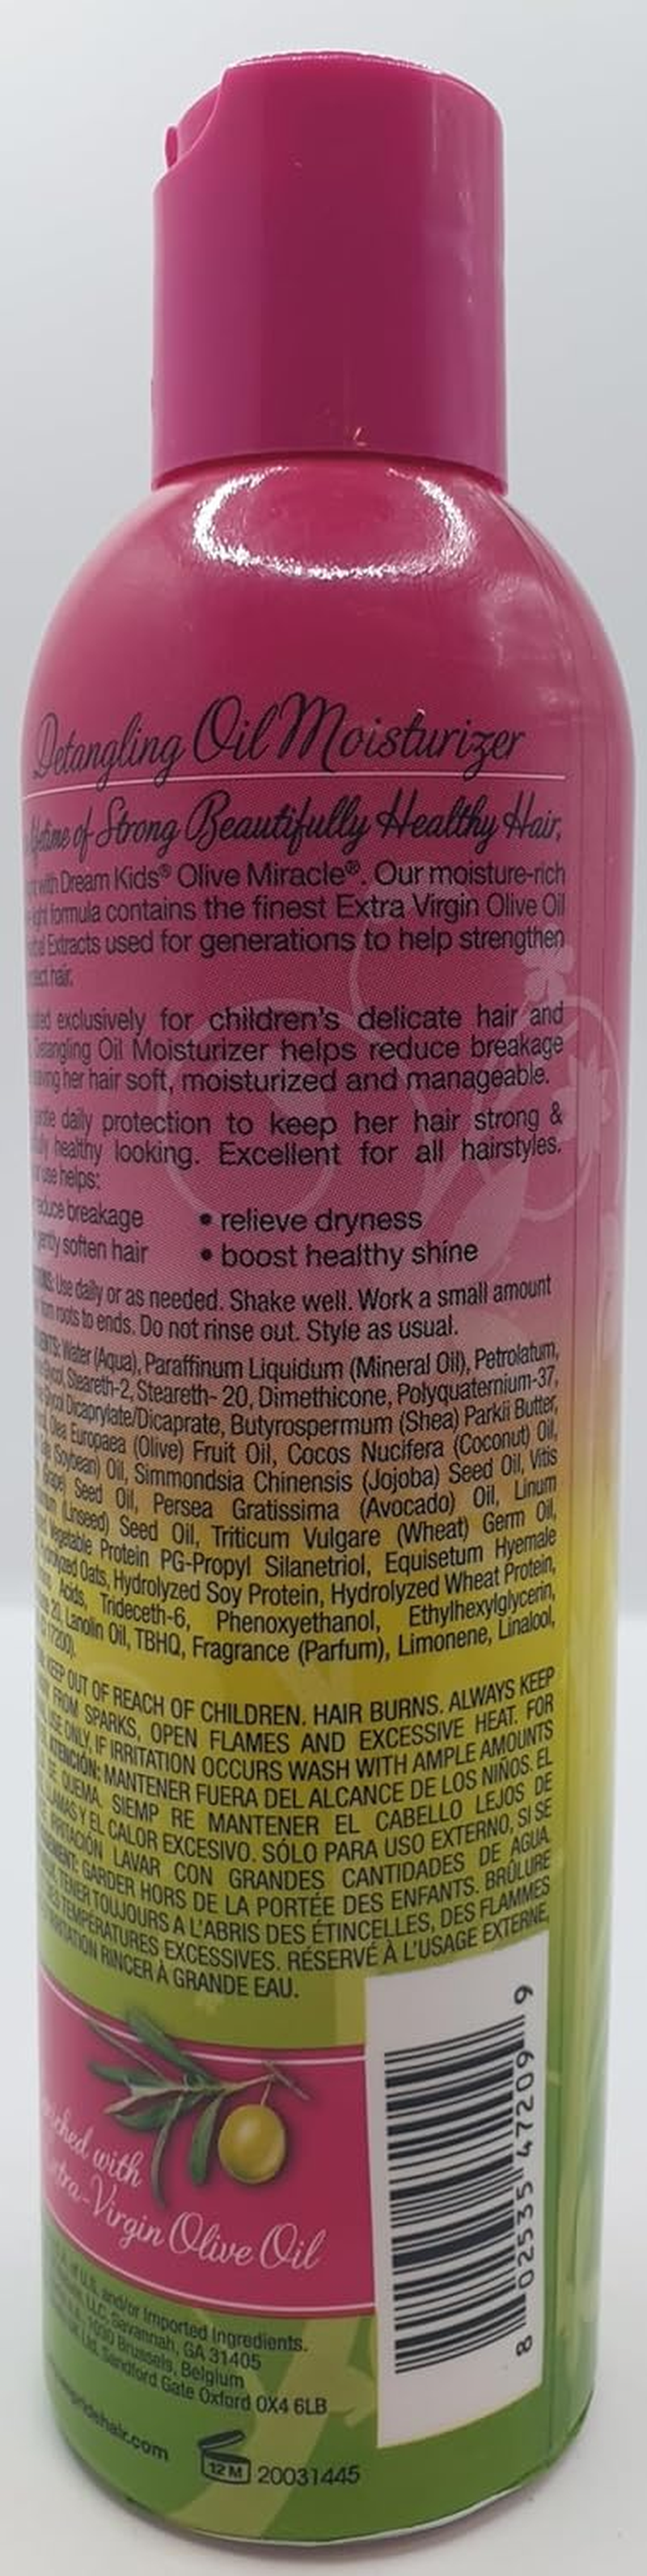 Detangling Oil Moisturizer
of Strong Beautifully Healthy Hair,
with Dream Kids® Olive Miracle®. Our moisture-rich
formula contains the finest Extra Virgin Olive Oil
Extracts used for generations to help strengthen
hair.
exclusively for children's delicate hair and
Detangling Oil Moisturizer helps reduce breakage
her hair soft, moisturized and manageable.
daily protection to keep her hair strong &
healthy looking. Excellent for all hairstyles.
use helps:
breakage • relieve dryness
soften hair • boost healthy shine
Use daily or as needed. Shake well. Work a small amount
roots to ends. Do not rinse out. Style as usual.
Water (Aqua), Paraffinum Liquidum (Mineral Oil), Petrolatum,
Steareth-2, Steareth- 20, Dimethicone, Polyquaternium-37,
Dicaprylate/Dicaprate, Butyrospermum (Shea) Parkii Butter,
Olea Europaea (Olive) Fruit Oil, Cocos Nucifera (Coconut) Oil,
(Soybean) Oil, Simmondsia Chinensis (Jojoba) Seed Oil, Vitis
Seed Oil, Persea Gratissima (Avocado) Oil, Linum
(Linseed) Seed Oil, Triticum Vulgare (Wheat) Germ Oil,
Vegetable Protein PG-Propyl Silanetriol, Equisetum Hyemale
Oats, Hydrolyzed Soy Protein, Hydrolyzed Wheat Protein,
Acids, Trideceth-6, Phenoxyethanol, Ethylhexylglycerin,
20, Lanolin Oil, TBHQ, Fragrance (Parfum), Limonene, Linalool,
17200).
KEEP OUT OF REACH OF CHILDREN. HAIR BURNS. ALWAYS KEEP
FROM SPARKS, OPEN FLAMES AND EXCESSIVE HEAT. FOR
USE ONLY. IF IRRITATION OCCURS WASH WITH AMPLE AMOUNTS
ATENCIÓN: MANTENER FUERA DEL ALCANCE DE LOS NIÑOS. EL
QUEMA. SIEMP RE MANTENER EL CABELLO LEJOS DE
Y EL CALOR EXCESIVO. SÓLO PARA USO EXTERNO, SI SE
IRRITACIÓN LAVAR CON GRANDES CANTIDADES DE AGUA.
GARDER HORS DE LA PORTÉE DES ENFANTS. BRÛLURE
TENER TOUJOURS A L'ABRIS DES ÉTINCELLES, DES FLAMMES
TEMPÉRATURES EXCESSIVES. RÉSERVÉ À L'USAGE EXTERNE,
RINCER À GRANDE EAU.
with
Extra-Virgin Olive Oil
of U.S. and/or Imported Ingredients.
LLC. Savannah, GA 31405
1030 Brussels, Belgium
Ltd. Sandford Gate Oxford OX4 6LB
12 M 20031445
8 02535 47209 9